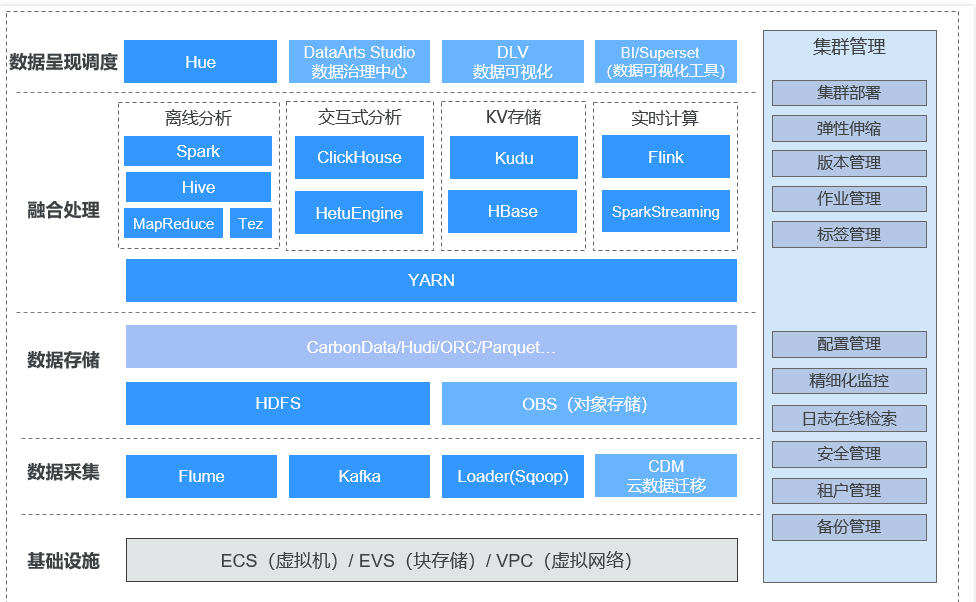 数据呈现调度
Hue
DataArts Studio
数据治理中心
DLV
数据可视化
BI/Superset
(数据可视化工具)
融合处理
离线分析
Spark
Hive
MapReduce
Tez
交互式分析
ClickHouse
HetuEngine
KV存储
Kudu
HBase
实时计算
Flink
SparkStreaming
YARN
数据存储
CarbonData/Hudi/ORC/Parquet…
HDFS
OBS（对象存储）
数据采集
Flume
Kafka
Loader(Sqoop)
CDM
云数据迁移
基础设施
ECS（虚拟机）/ EVS（块存储）/ VPC（虚拟网络）
集群管理
集群部署
弹性伸缩
版本管理
作业管理
标签管理
配置管理
精细化监控
日志在线检索
安全管理
租户管理
备份管理